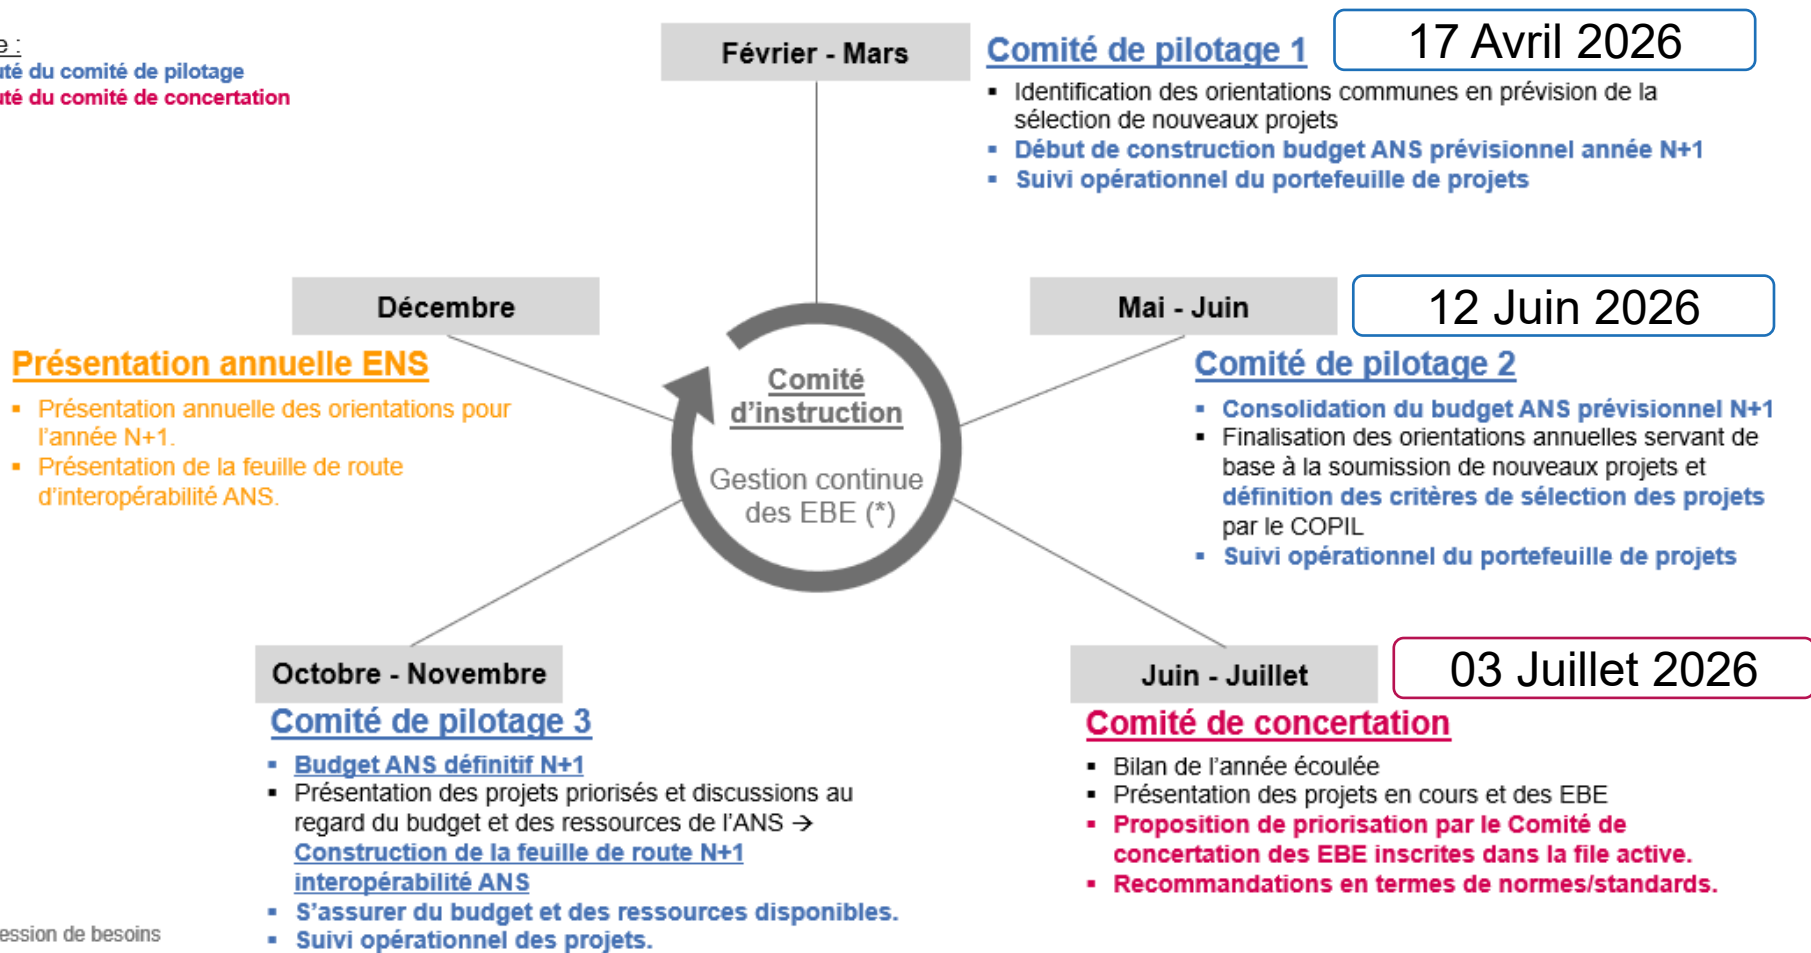 e :
uté du comité de pilotage
uté du comité de concertation
Février - Mars
Comité de pilotage 1
17 Avril 2026
▪ Identification des orientations communes en prévision de la
sélection de nouveaux projets
▪ Début de construction budget ANS prévisionnel année N+1
▪ Suivi opérationnel du portefeuille de projets
Décembre
Présentation annuelle ENS
▪ Présentation annuelle des orientations pour
l'année N+1.
▪ Présentation de la feuille de route
d'interopérabilité ANS.
Comité
d'instruction
Gestion continue
des EBE (*)
Mai - Juin
12 Juin 2026
Comité de pilotage 2
▪ Consolidation du budget ANS prévisionnel N+1
▪ Finalisation des orientations annuelles servant de
base à la soumission de nouveaux projets et
définition des critères de sélection des projets
par le COPIL
▪ Suivi opérationnel du portefeuille de projets
Octobre - Novembre
Comité de pilotage 3
▪ Budget ANS définitif N+1
▪ Présentation des projets priorisés et discussions au
regard du budget et des ressources de l'ANS →
Construction de la feuille de route N+1
interopérabilité ANS
▪ S'assurer du budget et des ressources disponibles.
▪ Suivi opérationnel des projets.
Juin - Juillet
03 Juillet 2026
Comité de concertation
▪ Bilan de l'année écoulée
▪ Présentation des projets en cours et des EBE
▪ Proposition de priorisation par le Comité de
concertation des EBE inscrites dans la file active.
▪ Recommandations en termes de normes/standards.
ession de besoins